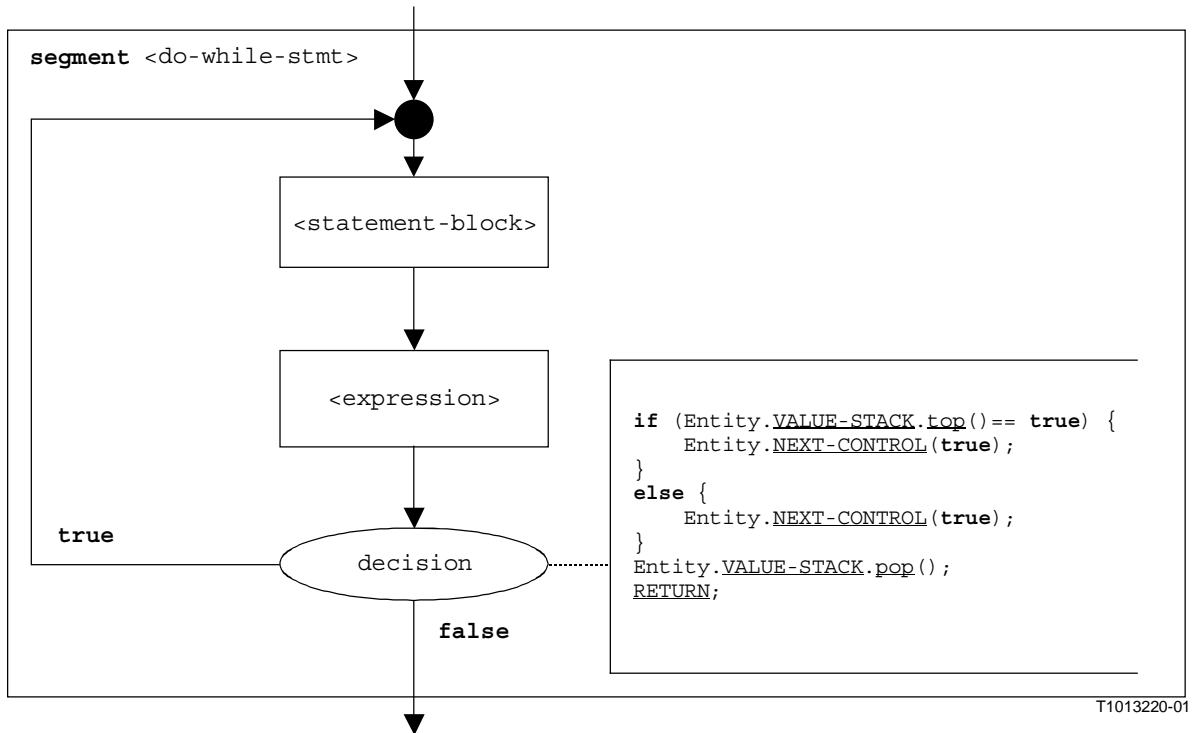 segment <do-while-stmt>
<statement-block>
<expression>
if (Entity.VALUE-STACK.top()== true) {
    Entity.NEXT-CONTROL(true);
}
else {
    Entity.NEXT-CONTROL(true);
}
Entity.VALUE-STACK.pop();
RETURN;
true
decision
false
T1013220-01